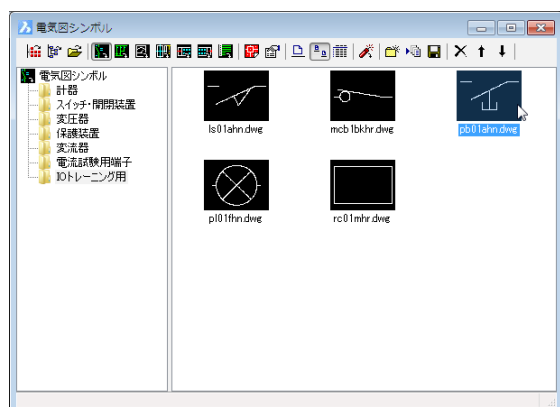 電気図シンボル
電気図シンボル
計器
スイッチ・開閉装置
変圧器
保護装置
変流器
電流試験用端子
IOトレーニング用
ls01ahn.dwg
mcb1bkhr.dwg
pb01ahn.dwg
pl01fhn.dwg
rc01mhr.dwg